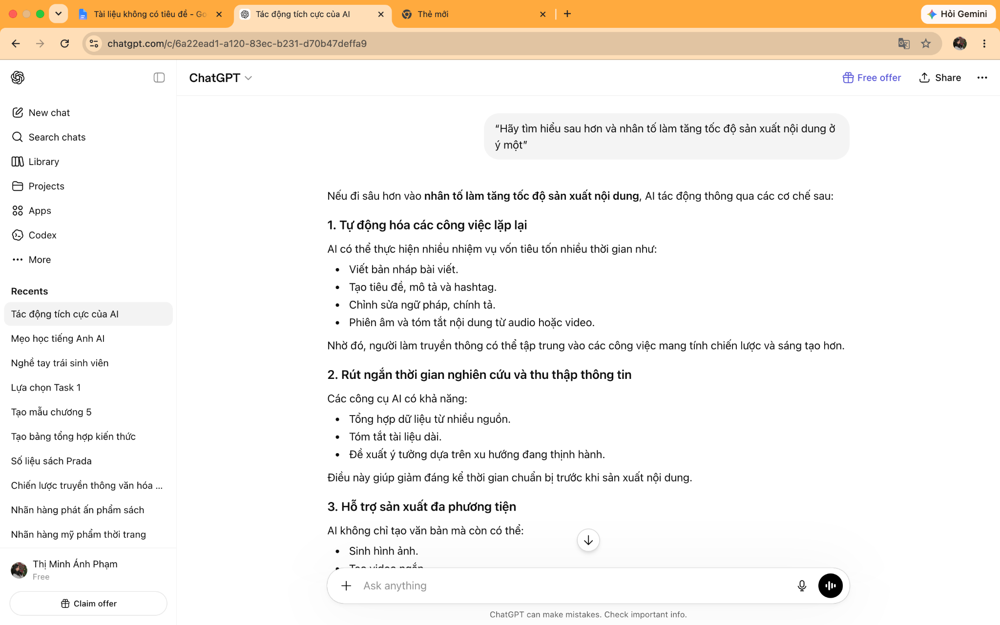 Tài liệu không có tiêu đề - Go
Tác động tích cực của AI
Thẻ mới
Hỏi Gemini
chatgpt.com/c/6a22ead1-a120-83ec-b231-d70b47deffa9
ChatGPT
Free offer
Share
New chat
Search chats
Library
Projects
Apps
Codex
More
Recents
Tác động tích cực của AI
Mẹo học tiếng Anh AI
Nghề tay trái sinh viên
Lựa chọn Task 1
Tạo mẫu chương 5
Tạo bảng tổng hợp kiến thức
Số liệu sách Prada
Chiến lược truyền thông văn hóa ...
Nhãn hàng phát ấn phẩm sách
Nhãn hàng mỹ phẩm thời trang
Thị Minh Ánh Phạm
Free
Claim offer
“Hãy tìm hiểu sau hơn và nhân tố làm tăng tốc độ sản xuất nội dung ở
ý một”
Nếu đi sâu hơn vào nhân tố làm tăng tốc độ sản xuất nội dung, AI tác động thông qua các cơ chế sau:
1. Tự động hóa các công việc lặp lại
AI có thể thực hiện nhiều nhiệm vụ vốn tiêu tốn nhiều thời gian như:
• Viết bản nháp bài viết.
• Tạo tiêu đề, mô tả và hashtag.
• Chỉnh sửa ngữ pháp, chính tả.
• Phiên âm và tóm tắt nội dung từ audio hoặc video.
Nhờ đó, người làm truyền thông có thể tập trung vào các công việc mang tính chiến lược và sáng tạo hơn.
2. Rút ngắn thời gian nghiên cứu và thu thập thông tin
Các công cụ AI có khả năng:
• Tổng hợp dữ liệu từ nhiều nguồn.
• Tóm tắt tài liệu dài.
• Đề xuất ý tưởng dựa trên xu hướng đang thịnh hành.
Điều này giúp giảm đáng kể thời gian chuẩn bị trước khi sản xuất nội dung.
3. Hỗ trợ sản xuất đa phương tiện
AI không chỉ tạo văn bản mà còn có thể:
• Sinh hình ảnh.
• Tạo video ngắn
Ask anything
ChatGPT can make mistakes. Check important info.